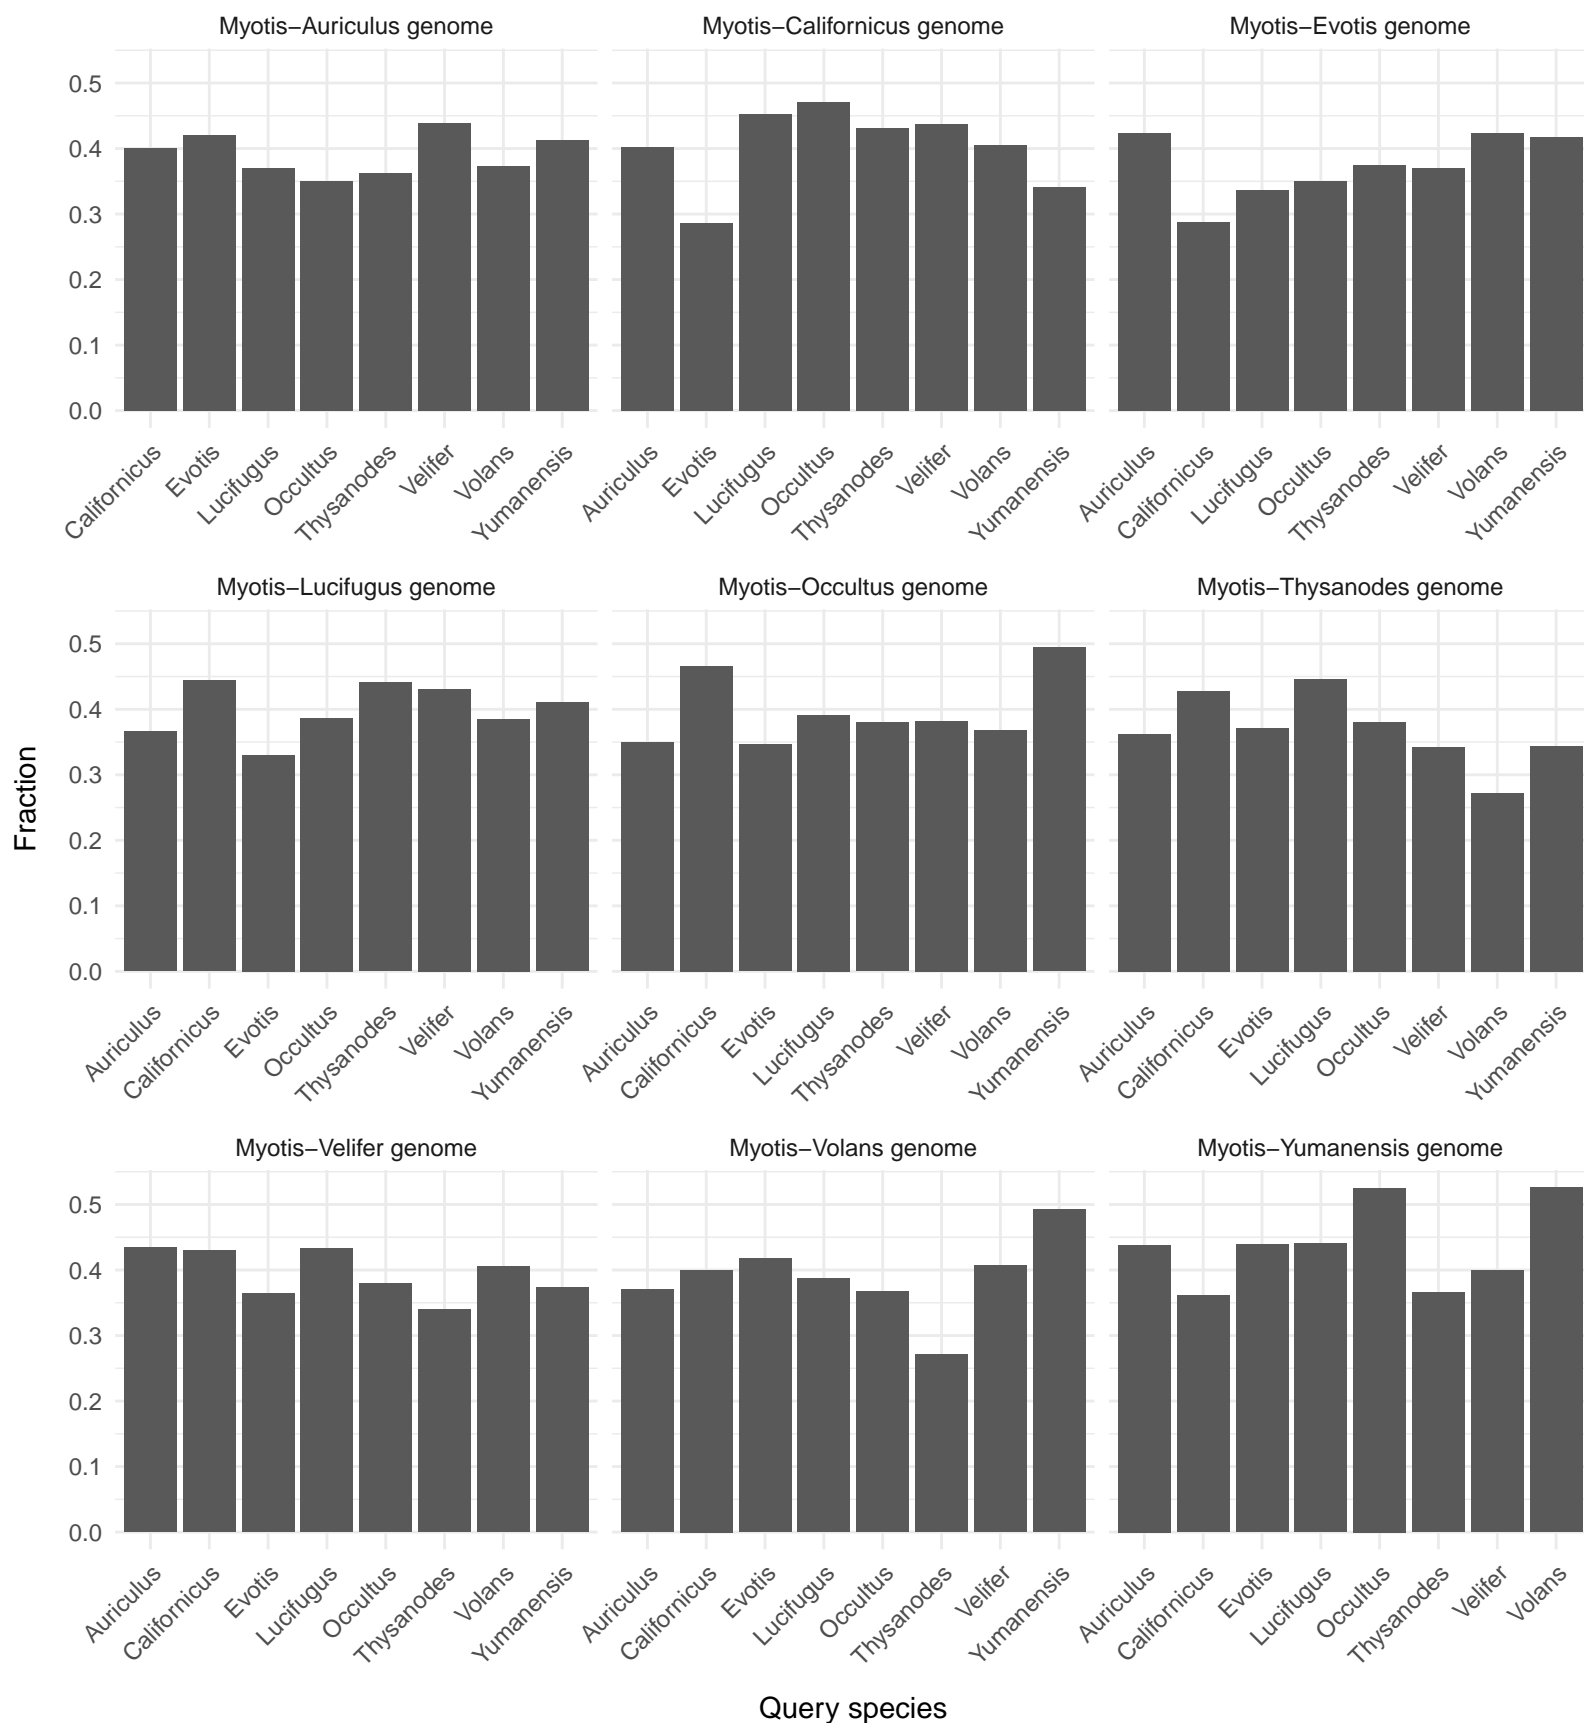 Myotis−Auriculus genome
Myotis−Californicus genome
Myotis−Evotis genome
0.5
0.4
0.3
0.2
0.1
0.0
Californicus
Evotis
Lucifugus
Occultus
Thysanodes
Velifer
Volans
Yumanensis
Auriculus
Evotis
Lucifugus
Occultus
Thysanodes
Velifer
Volans
Yumanensis
Auriculus
Californicus
Lucifugus
Occultus
Thysanodes
Velifer
Volans
Yumanensis
Myotis−Lucifugus genome
Myotis−Occultus genome
Myotis−Thysanodes genome
0.5
0.4
0.3
0.2
0.1
0.0
Fraction
Auriculus
Californicus
Evotis
Occultus
Thysanodes
Velifer
Volans
Yumanensis
Auriculus
Californicus
Evotis
Lucifugus
Thysanodes
Velifer
Volans
Yumanensis
Auriculus
Californicus
Evotis
Lucifugus
Occultus
Velifer
Volans
Yumanensis
Myotis−Velifer genome
Myotis−Volans genome
Myotis−Yumanensis genome
0.5
0.4
0.3
0.2
0.1
0.0
Auriculus
Californicus
Evotis
Lucifugus
Occultus
Thysanodes
Volans
Yumanensis
Auriculus
Californicus
Evotis
Lucifugus
Occultus
Thysanodes
Velifer
Yumanensis
Auriculus
Californicus
Evotis
Lucifugus
Occultus
Thysanodes
Velifer
Volans
Query species